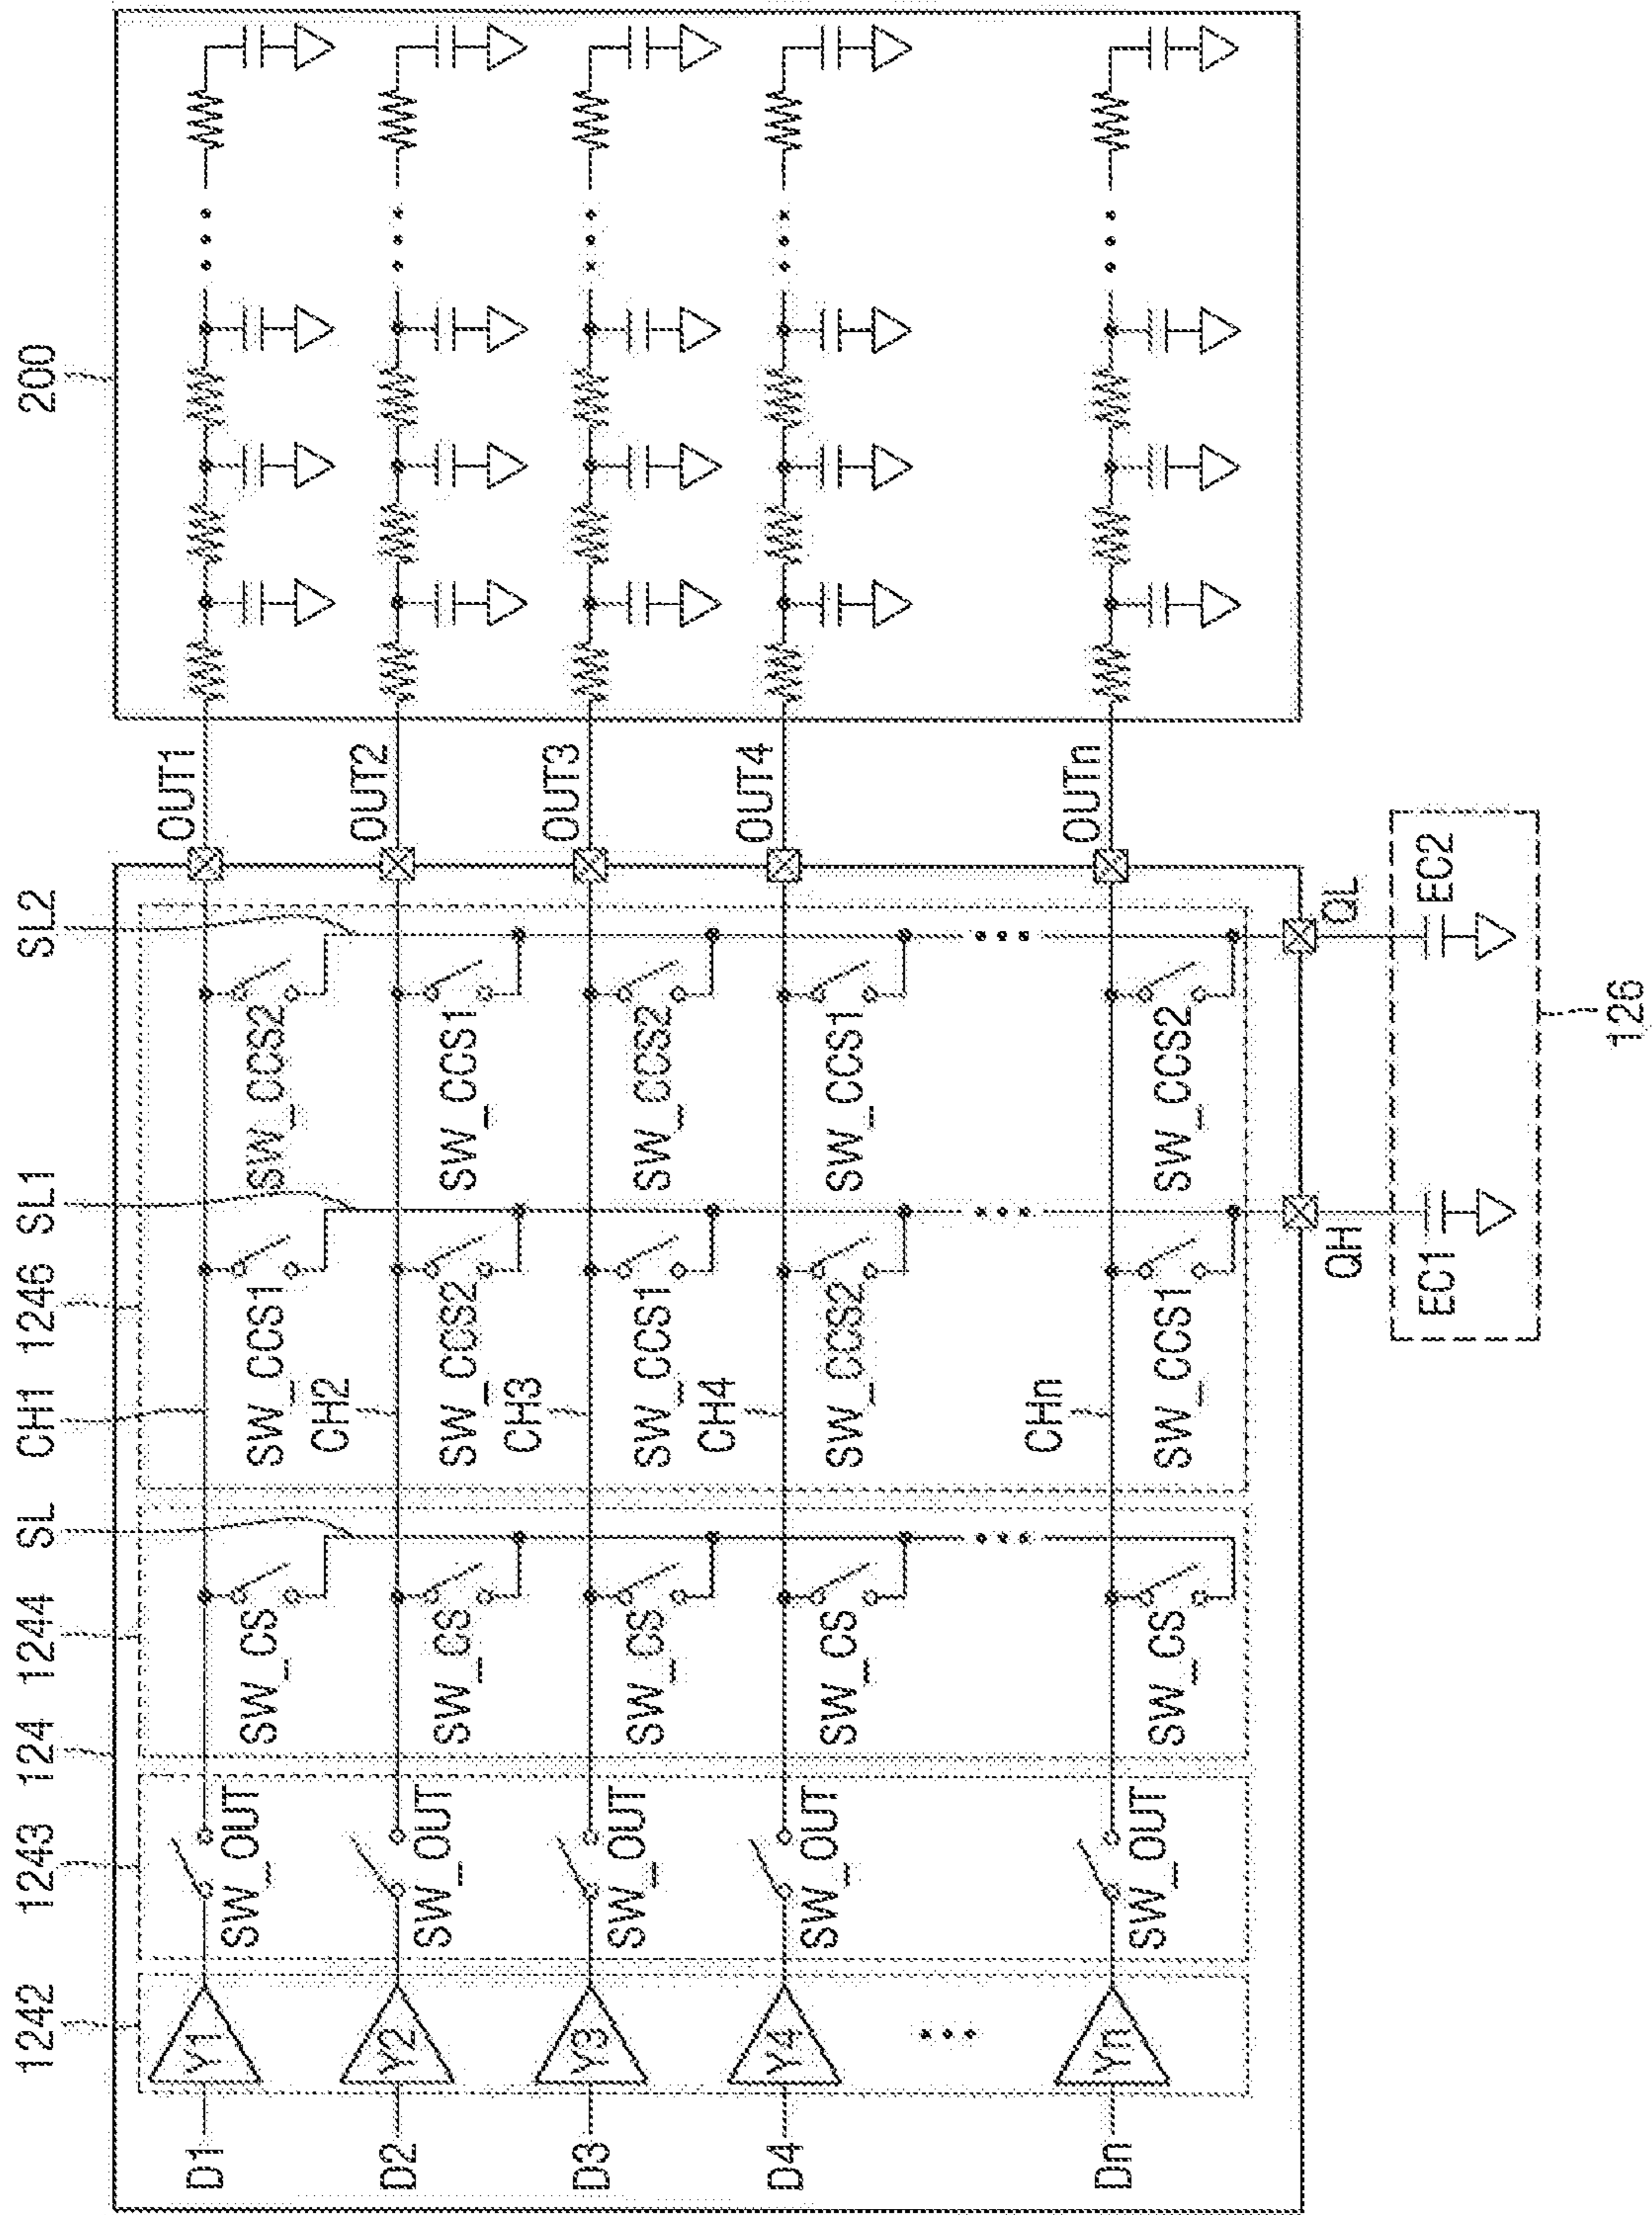 1242 1243 124 1244 SL CH1 1246 SL1 SL2 200
D1 Y1 SW_OUT SW_CS SW_CCS1 SW_CCS2 OUT1
CH2
D2 Y2 SW_OUT SW_CS SW_CCS2 SW_CCS1 OUT2
CH3
D3 Y3 SW_OUT SW_CS SW_CCS1 SW_CCS2 OUT3
CH4
D4 Y4 SW_OUT SW_CS SW_CCS2 SW_CCS1 OUT4
CHn
Dn Yn SW_OUT SW_CS SW_CCS1 SW_CCS2 OUTn
QH QL
EC1 EC2
126